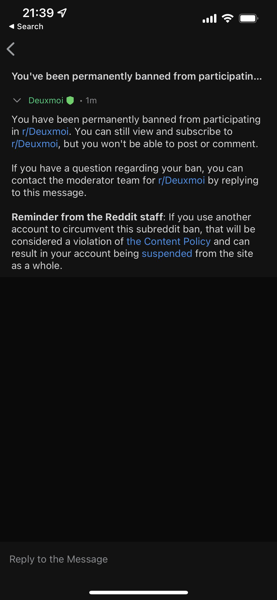 21:39
Search
You've been permanently banned from participatin...
Deuxmoi · 1m
You have been permanently banned from participating
in r/Deuxmoi. You can still view and subscribe to
r/Deuxmoi, but you won't be able to post or comment.
If you have a question regarding your ban, you can
contact the moderator team for r/Deuxmoi by replying
to this message.
Reminder from the Reddit staff: If you use another
account to circumvent this subreddit ban, that will be
considered a violation of the Content Policy and can
result in your account being suspended from the site
as a whole.
Reply to the Message